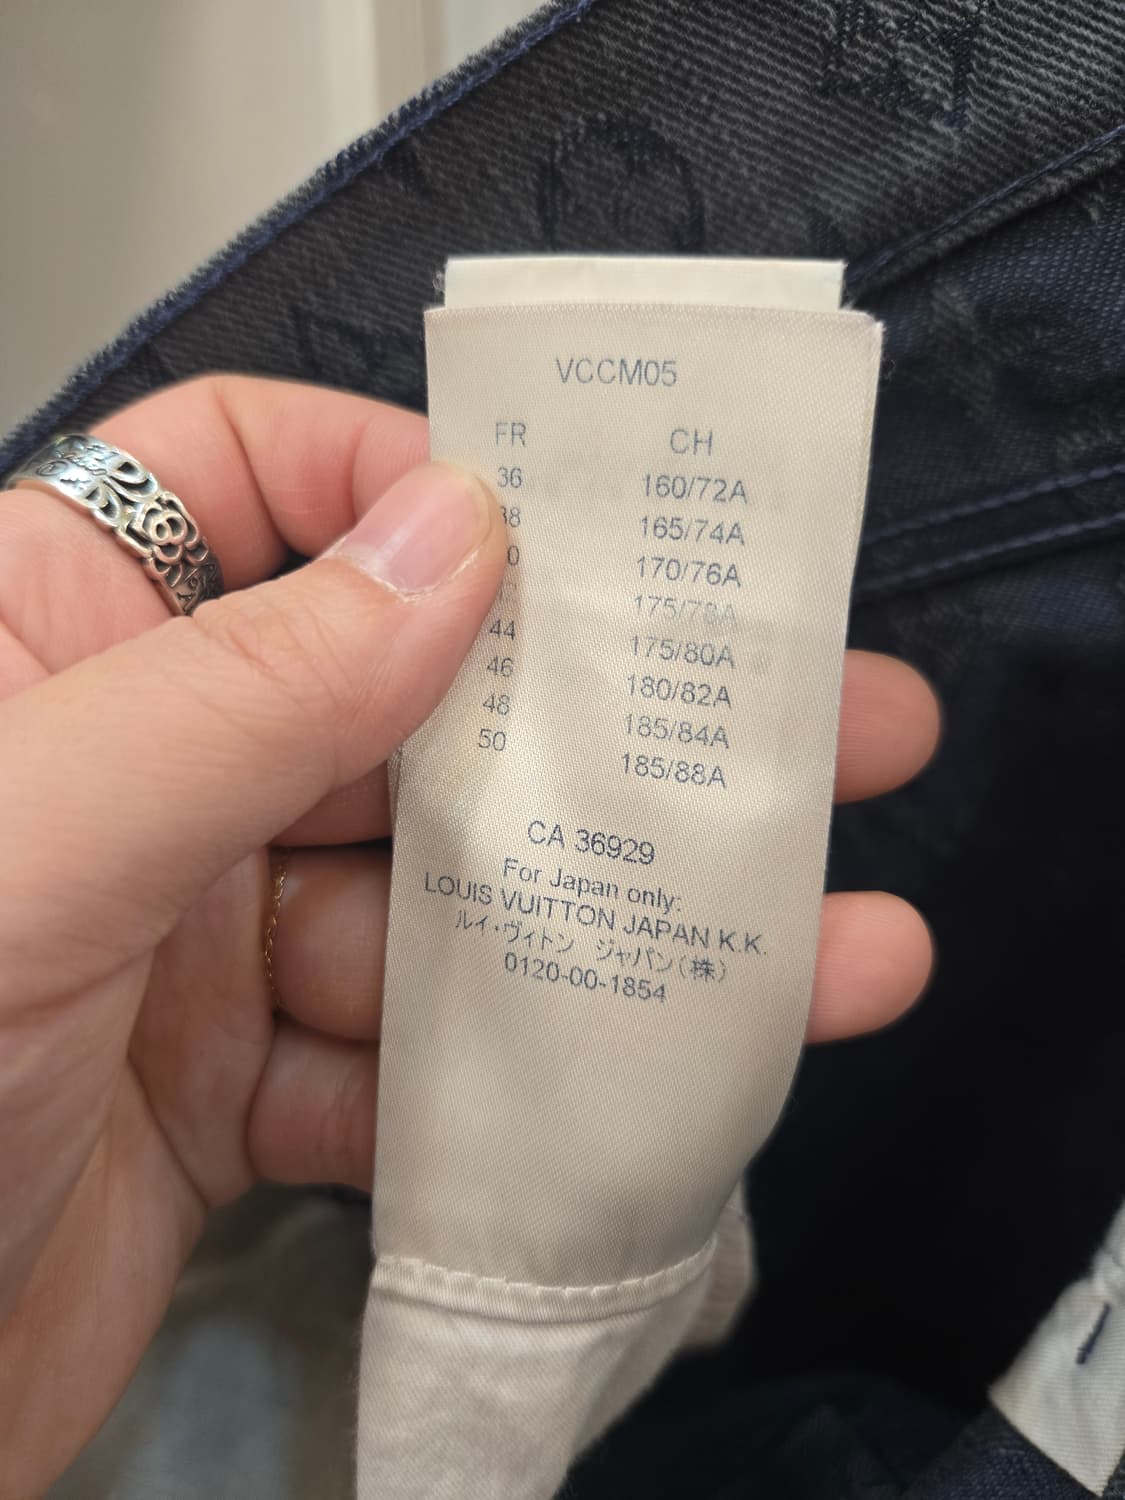 VCCM05
FR CH
36 160/72A
165/74A
170/76A
175/78A
44 175/80A
46 180/82A
48 185/84A
50 185/88A
CA 36929
For Japan only:
LOUIS VUITTON JAPAN K.K.
ルイ・ヴィトン ジャパン(株)
0120-00-1854